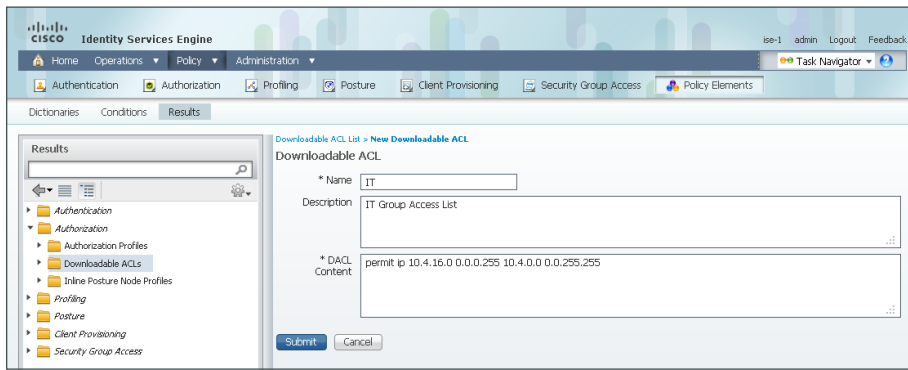 CISCO Identity Services Engine
ise-1 admin Logout Feedback
Home Operations ▼ Policy ▼ Administration ▼
Task Navigator ▼ ?
Authentication Authorization Profiling Posture Client Provisioning Security Group Access Policy Elements
Dictionaries Conditions Results
Results
Authentication
Authorization
Authorization Profiles
Downloadable ACLs
Inline Posture Node Profiles
Profiling
Posture
Client Provisioning
Security Group Access
Downloadable ACL List > New Downloadable ACL
Downloadable ACL
* Name IT
Description IT Group Access List
* DACL Content permit ip 10.4.16.0 0.0.0.255 10.4.0.0 0.0.255.255
Submit Cancel